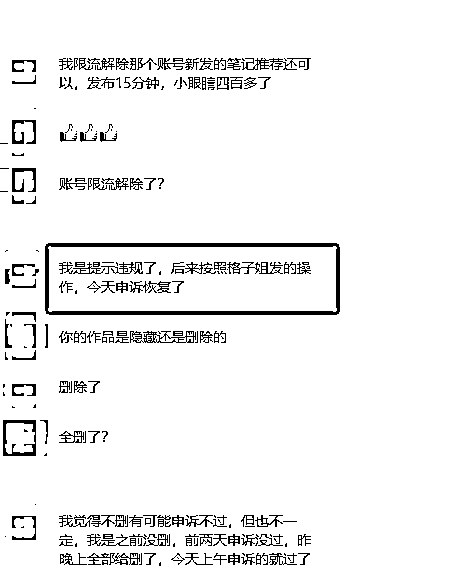 我限流解除那个账号新发的笔记推荐还可
以，发布15分钟，小眼睛四百多了
👍👍👍
账号限流解除了？
我是提示违规了，后来按照格子姐发的操
作，今天申诉恢复了
你的作品是隐藏还是删除的
删除了
全删了？
我觉得不删有可能申诉不过，但也不一
定，我是之前没删，前两天申诉没过，昨
晚上全部给删了，今天上午申诉的就过了